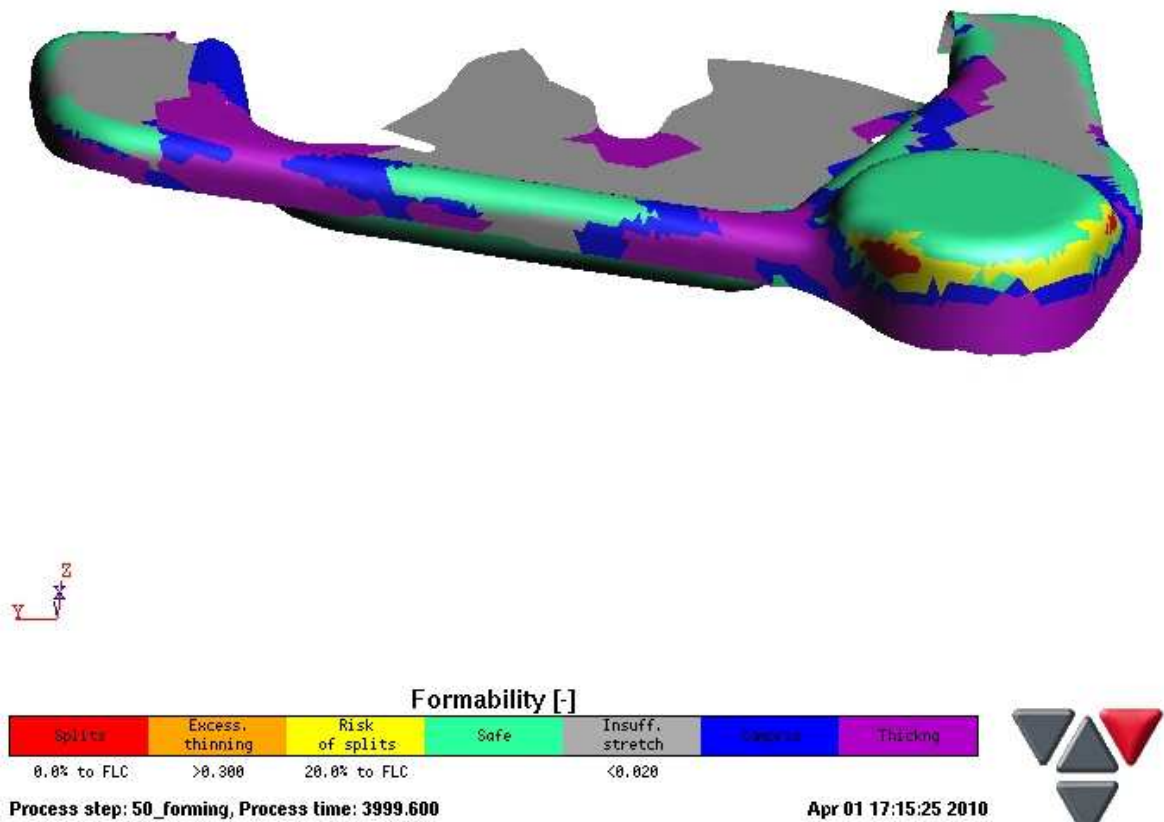 Z
X
Y
Formability [-]
Splits
Excess.
thinning
Risk
of splits
Safe
Insuff.
stretch
Thickng
0.0% to FLC
>0.300
20.0% to FLC
<0.020
Process step: 50_forming, Process time: 3999.600
Apr 01 17:15:25 2010